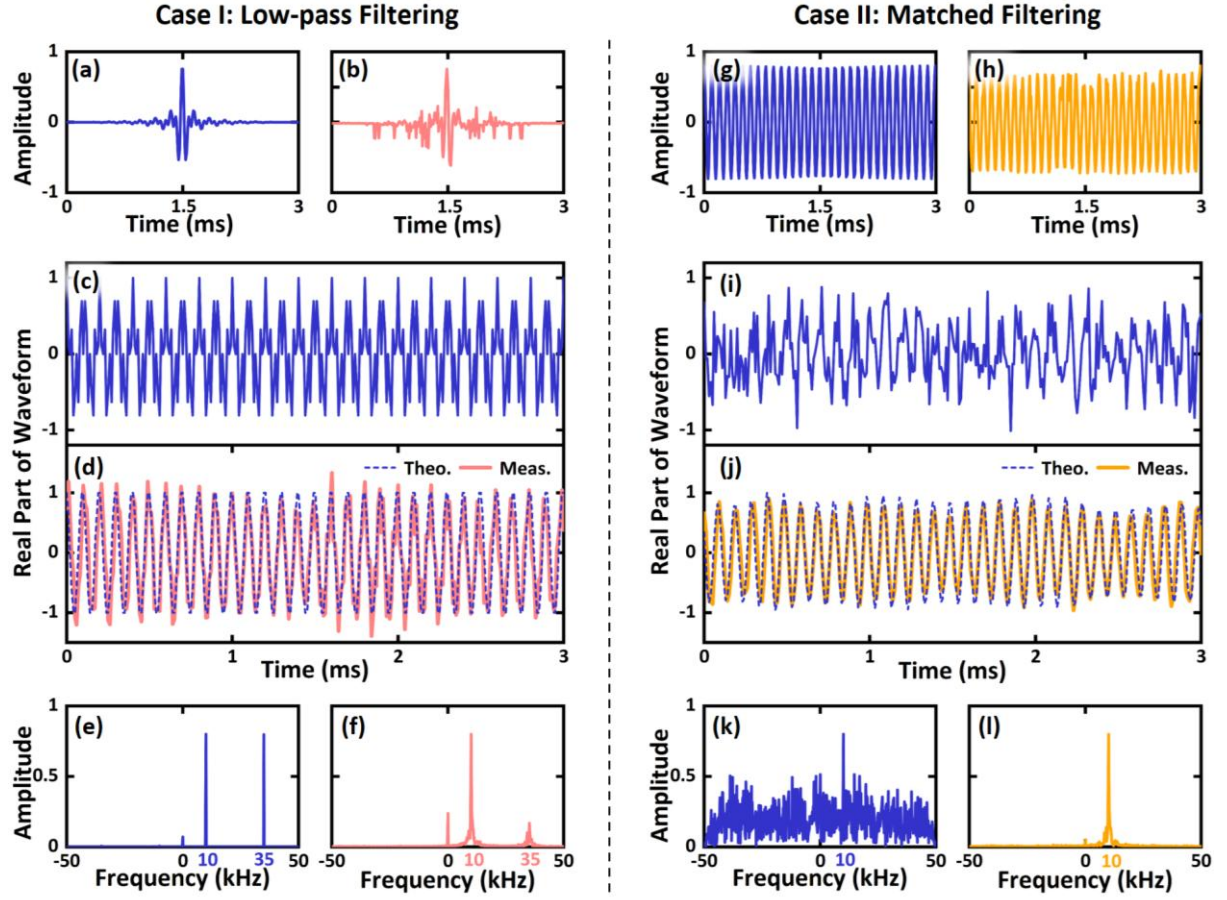 Case I: Low-pass Filtering
Case II: Matched Filtering
(a)
(b)
Amplitude
1
0
-1
0
1.5
3
0
1.5
3
Time (ms)
Time (ms)
(c)
1
0
-1
Real Part of Waveform
(d)
Theo.
Meas.
1
0
-1
0
1
2
3
Time (ms)
(e)
(f)
Amplitude
1
0.5
0
-50
0
10
35
50
-50
0
10
35
50
Frequency (kHz)
Frequency (kHz)
(g)
(h)
Amplitude
1
0
-1
0
1.5
3
0
1.5
3
Time (ms)
Time (ms)
(i)
1
0
-1
Real Part of Waveform
(j)
Theo.
Meas.
1
0
-1
0
1
2
3
Time (ms)
(k)
(l)
Amplitude
1
0.5
0
-50
0
10
50
-50
0
10
50
Frequency (kHz)
Frequency (kHz)